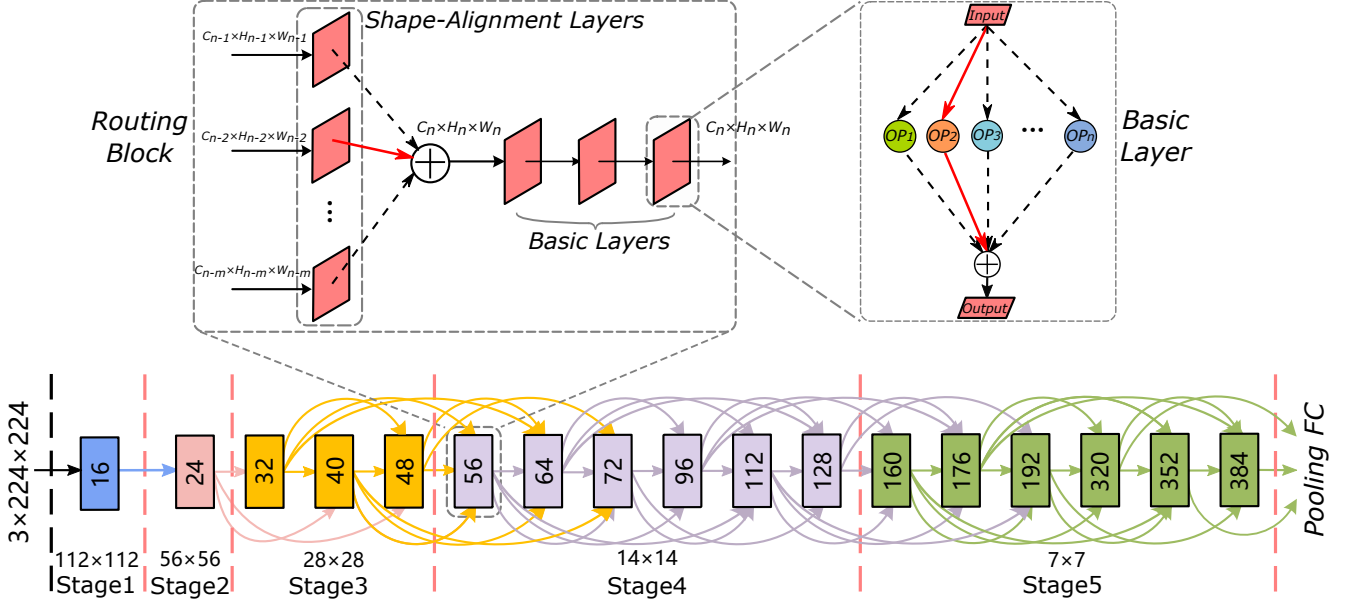 Shape-Alignment Layers
Cn-1×Hn-1×Wn-1
Routing
Block
Cn-2×Hn-2×Wn-2
Cn×Hn×Wn
Cn×Hn×Wn
...
Basic Layers
Cn-m×Hn-m×Wn-m
Input
OP1
OP2
OP3
...
OPn
Basic
Layer
Output
3×224×224
16
24
32
40
48
56
64
72
96
112
128
160
176
192
320
352
384
Pooling FC
112×112
Stage1
56×56
Stage2
28×28
Stage3
14×14
Stage4
7×7
Stage5